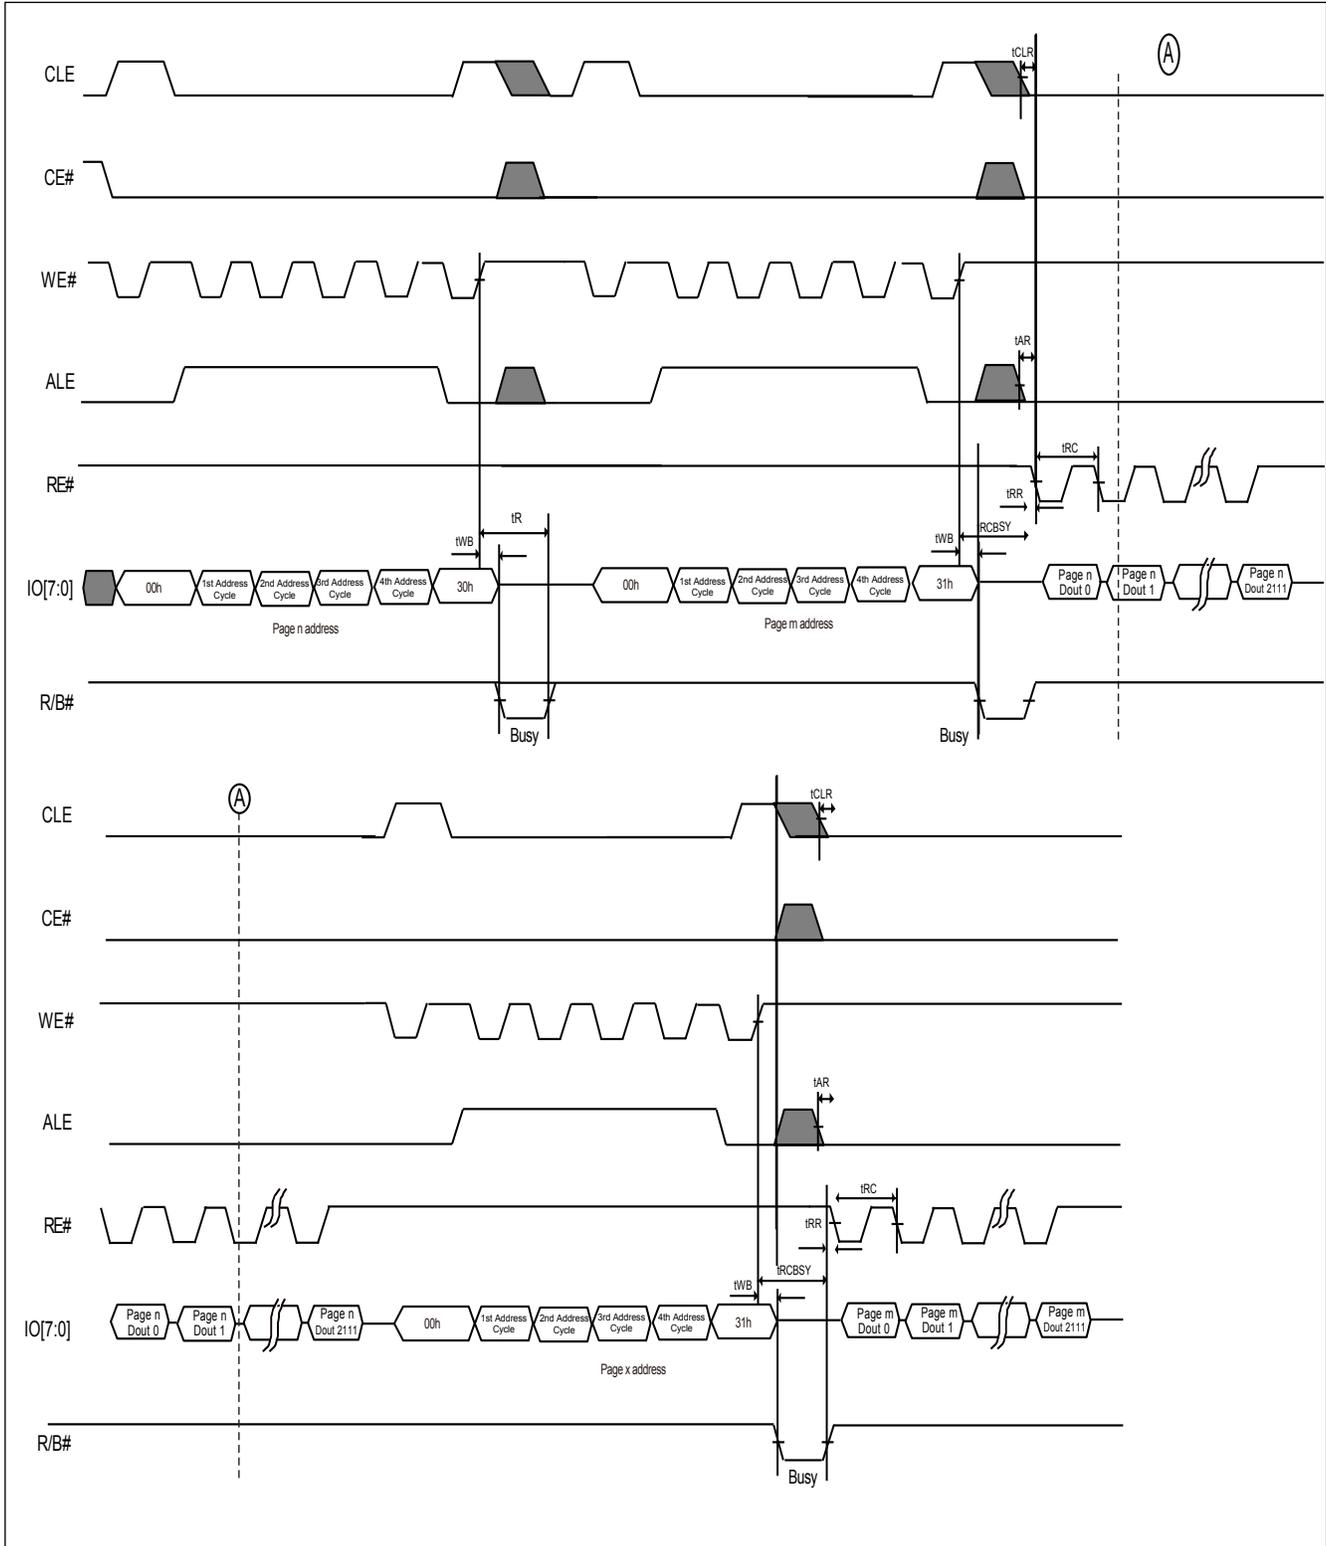 tCLR
A
CLE
CE#
WE#
tAR
ALE
tRC
RE#
tRR
tR
tRCBSY
tWB
tWB
IO[7:0]
00h
1st Address Cycle
2nd Address Cycle
3rd Address Cycle
4th Address Cycle
30h
00h
1st Address Cycle
2nd Address Cycle
3rd Address Cycle
4th Address Cycle
31h
Page n Dout 0
Page n Dout 1
Page n Dout 2111
Page n address
Page m address
R/B#
Busy
Busy
A
tCLR
CLE
CE#
WE#
tAR
ALE
tRC
RE#
tRR
tRCBSY
tWB
IO[7:0]
Page n Dout 0
Page n Dout 1
Page n Dout 2111
00h
1st Address Cycle
2nd Address Cycle
3rd Address Cycle
4th Address Cycle
31h
Page m Dout 0
Page m Dout 1
Page m Dout 2111
Page x address
R/B#
Busy